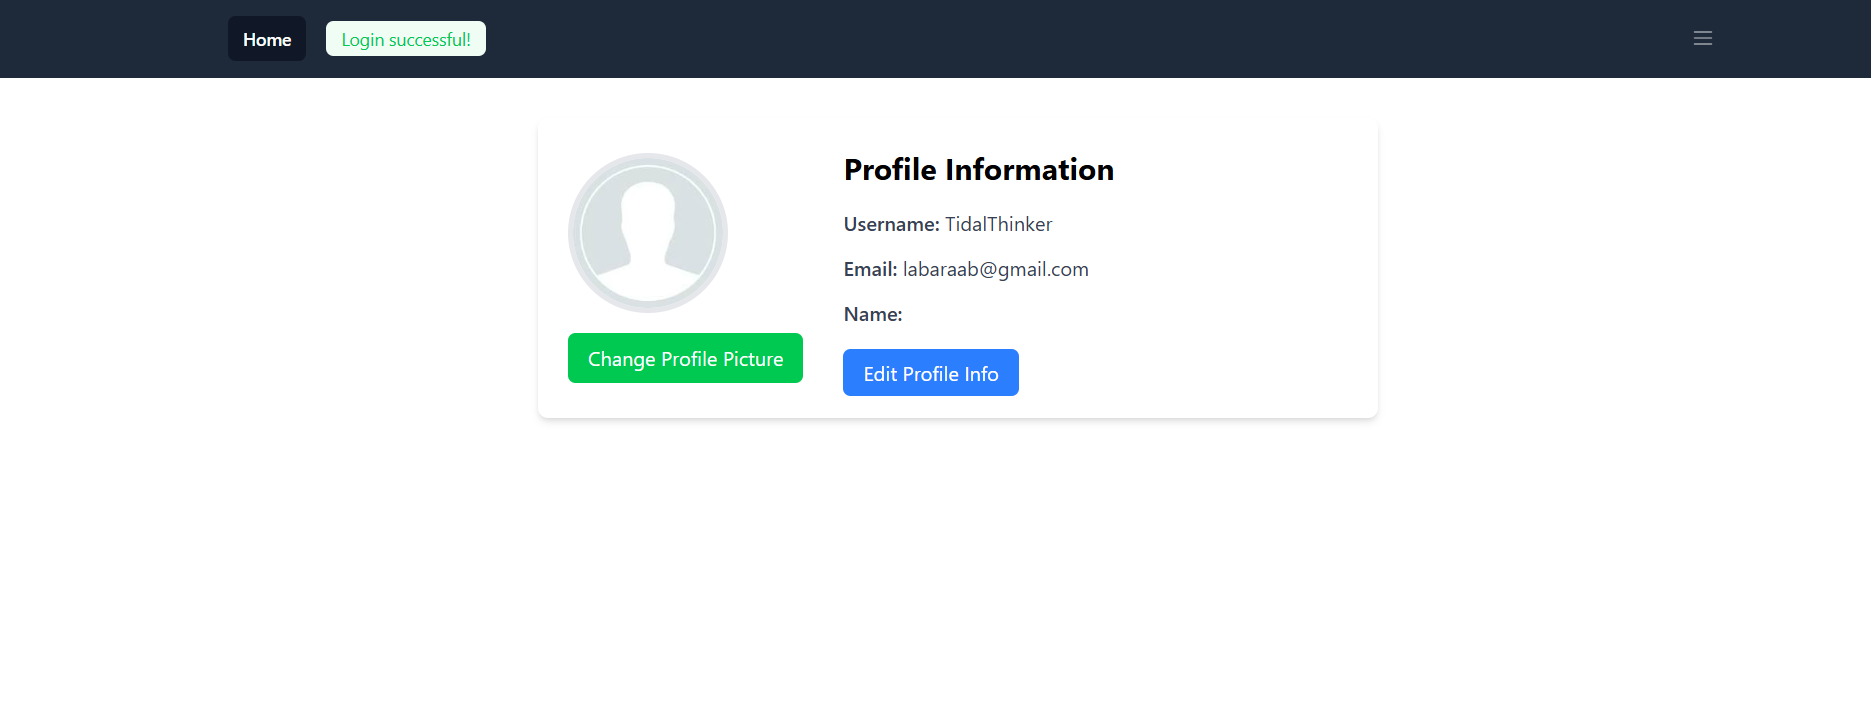 Home
Login successful!
Profile Information
Username: TidalThinker
Email: labaraab@gmail.com
Name:
Change Profile Picture
Edit Profile Info